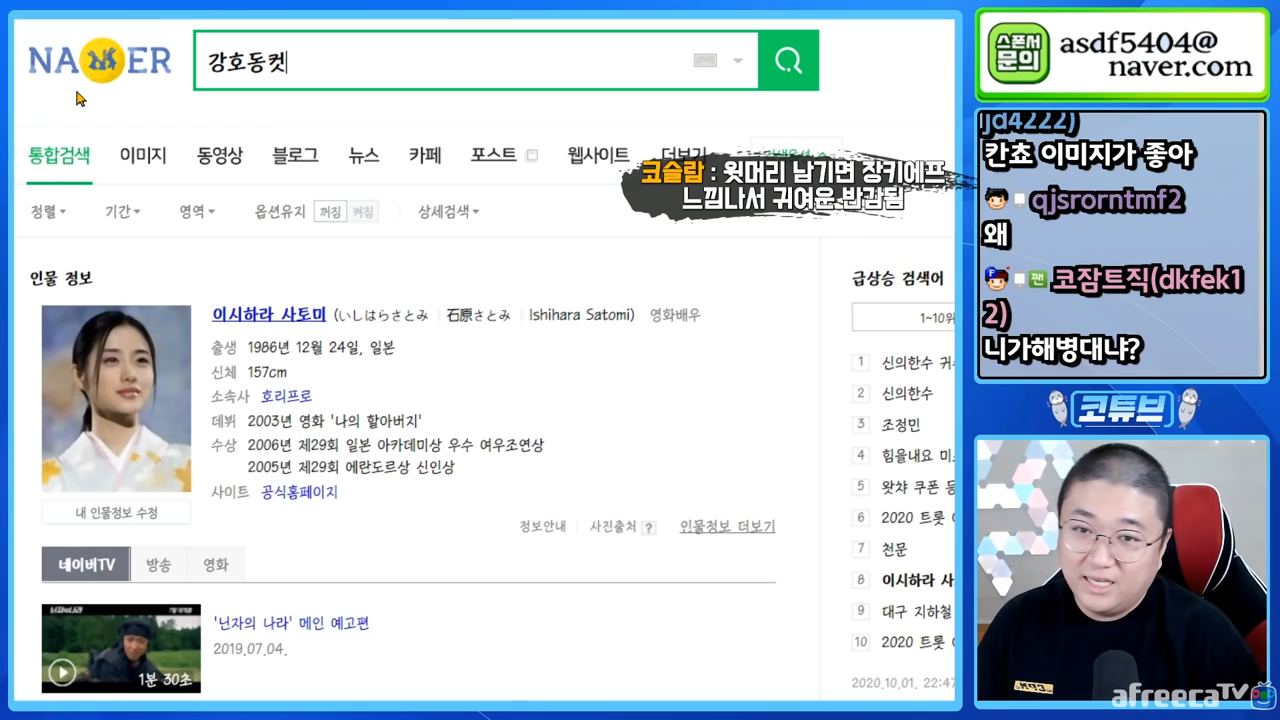 NAVER
강호동컷
통합검색 이미지 동영상 블로그 뉴스 카페 포스트 웹사이트 더보기
코슬람 : 윗머리 남기면 장키에프
느낌나서 귀여운 반감됨
정렬 기간 영역 옵션유지 꺼짐 켜짐 상세검색
인물 정보
이시하라 사토미 (いしはらさとみ 石原さとみ Ishihara Satomi) 영화배우
출생 1986년 12월 24일, 일본
신체 157cm
소속사 호리프로
데뷔 2003년 영화 '나의 할아버지'
수상 2006년 제29회 일본 아카데미상 우수 여우조연상
2005년 제29회 에란도르상 신인상
사이트 공식홈페이지
내 인물정보 수정
정보안내 사진출처 ? 인물정보 더보기
네이버TV 방송 영화
1분 30초
'닌자의 나라' 메인 예고편
2019.07.04.
급상승 검색어
1~10위
1 신의한수 귀
2 신의한수
3 조정민
4 힘을내요 미
5 왓챠 쿠폰 등
6 2020 트롯
7 천문
8 이시하라 사
9 대구 지하철
10 2020 트롯
2020.10.01. 22:47
스폰서
문의
asdf5404@
naver.com
jd4222)
칸쵸 이미지가 좋아
qjsrorntmf2
왜
팬 코잠트직(dkfek1
2)
니가해병대냐?
코튜브
afreecaTV